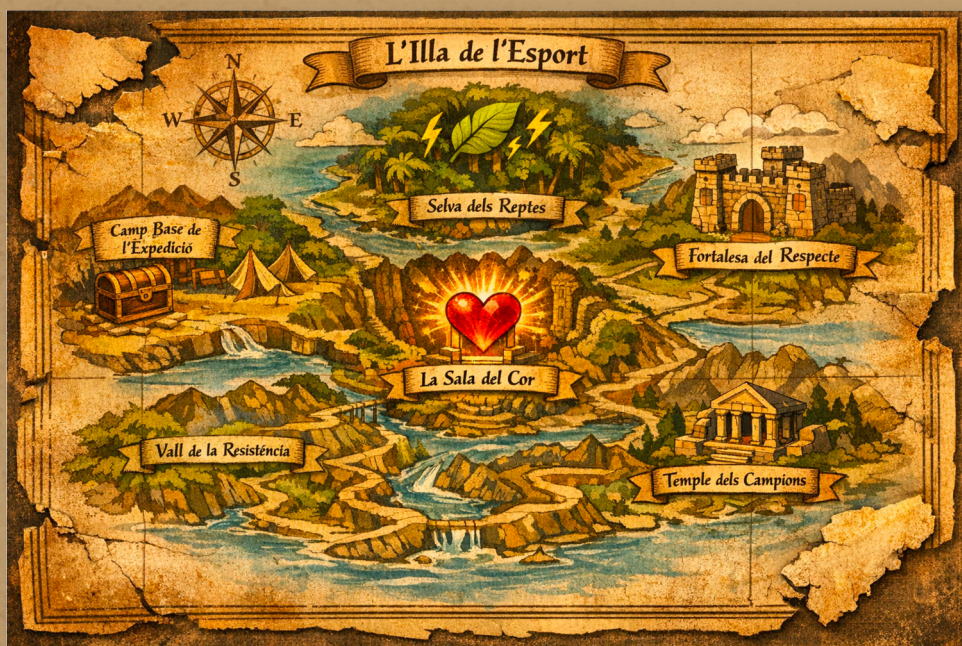 L'Illa de l'Esport
N
W
E
S
Selva dels Reptes
Camp Base de
l'Expedició
Fortalesa del Respecte
La Sala del Cor
Vall de la Resisténcia
Temple dels Campions